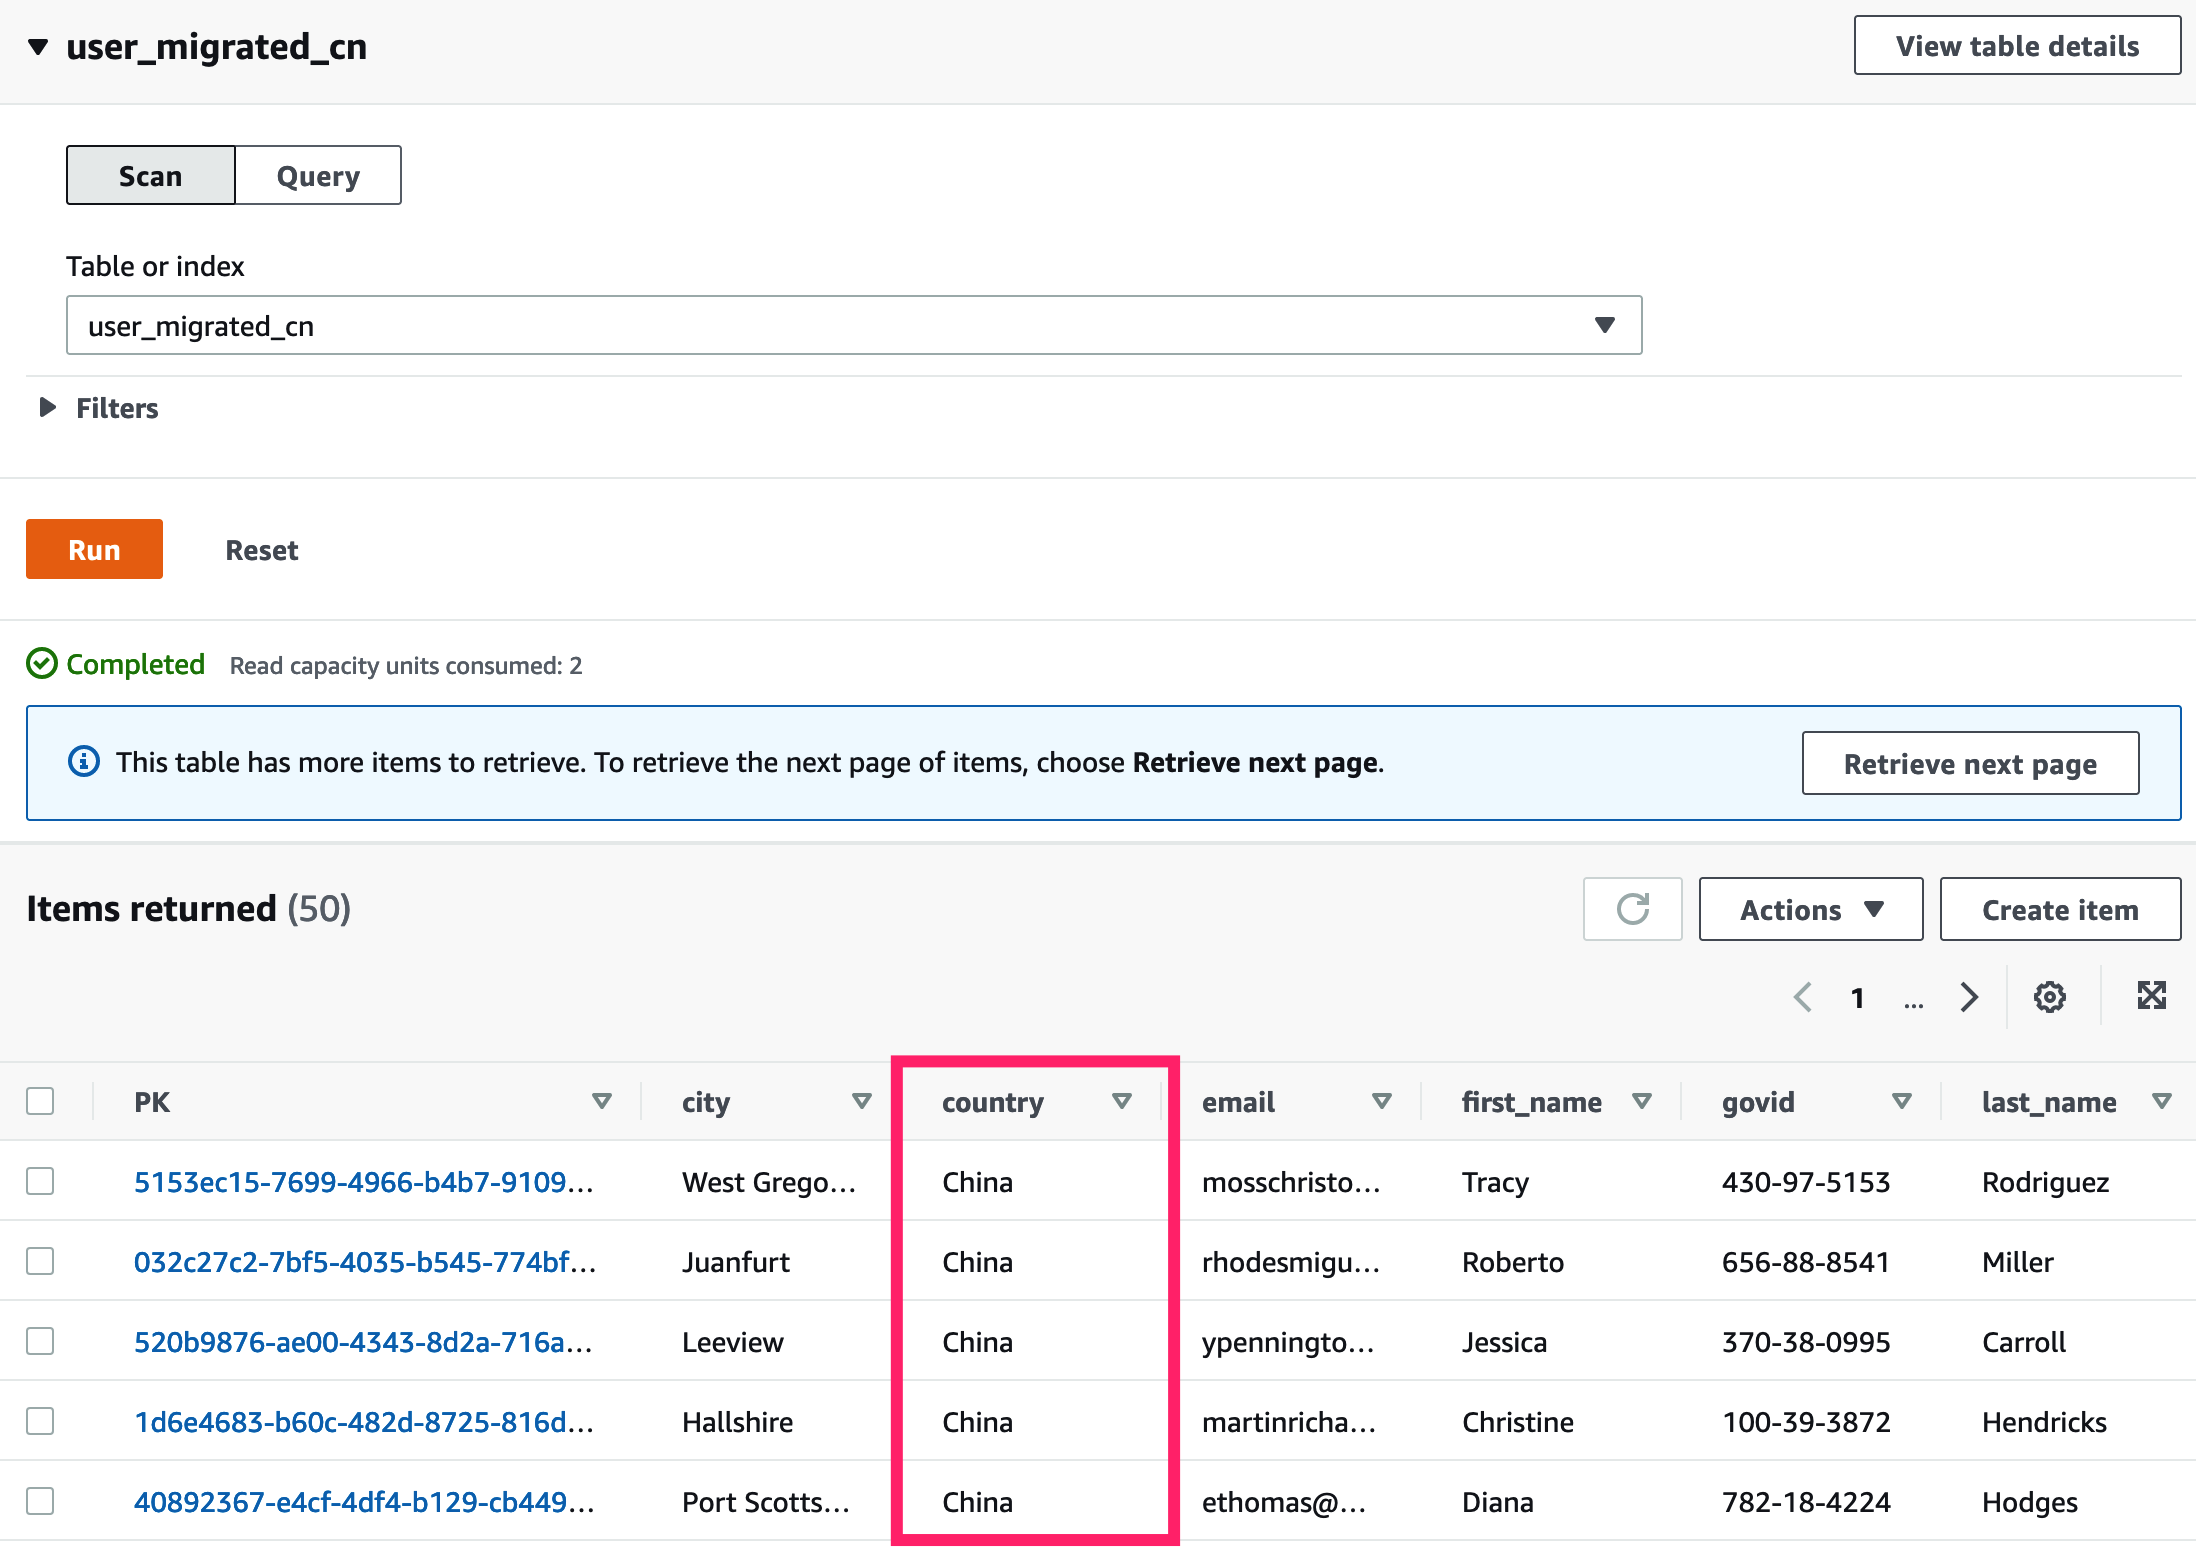 user_migrated_cn View table details
Scan Query
Table or index
user_migrated_cn
Filters
Run Reset
Completed Read capacity units consumed: 2
This table has more items to retrieve. To retrieve the next page of items, choose Retrieve next page. Retrieve next page
Items returned (50) Actions Create item
1 ...
PK city country email first_name govid last_name
5153ec15-7699-4966-b4b7-9109... West Grego... China mosschristo... Tracy 430-97-5153 Rodriguez
032c27c2-7bf5-4035-b545-774bf... Juanfurt China rhodesmigu... Roberto 656-88-8541 Miller
520b9876-ae00-4343-8d2a-716a... Leeview China ypenningto... Jessica 370-38-0995 Carroll
1d6e4683-b60c-482d-8725-816d... Hallshire China martinricha... Christine 100-39-3872 Hendricks
40892367-e4cf-4df4-b129-cb449... Port Scotts... China ethomas@... Diana 782-18-4224 Hodges